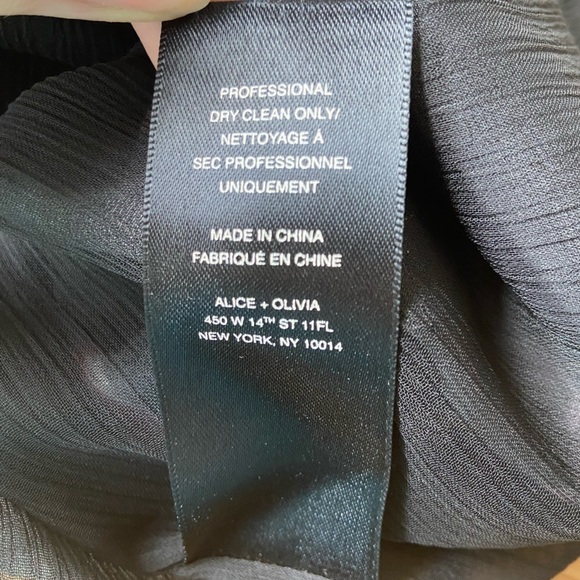 PROFESSIONAL
DRY CLEAN ONLY/
NETTOYAGE À
SEC PROFESSIONNEL
UNIQUEMENT
MADE IN CHINA
FABRIQUÉ EN CHINE
ALICE + OLIVIA
450 W 14TH ST 11FL
NEW YORK, NY 10014